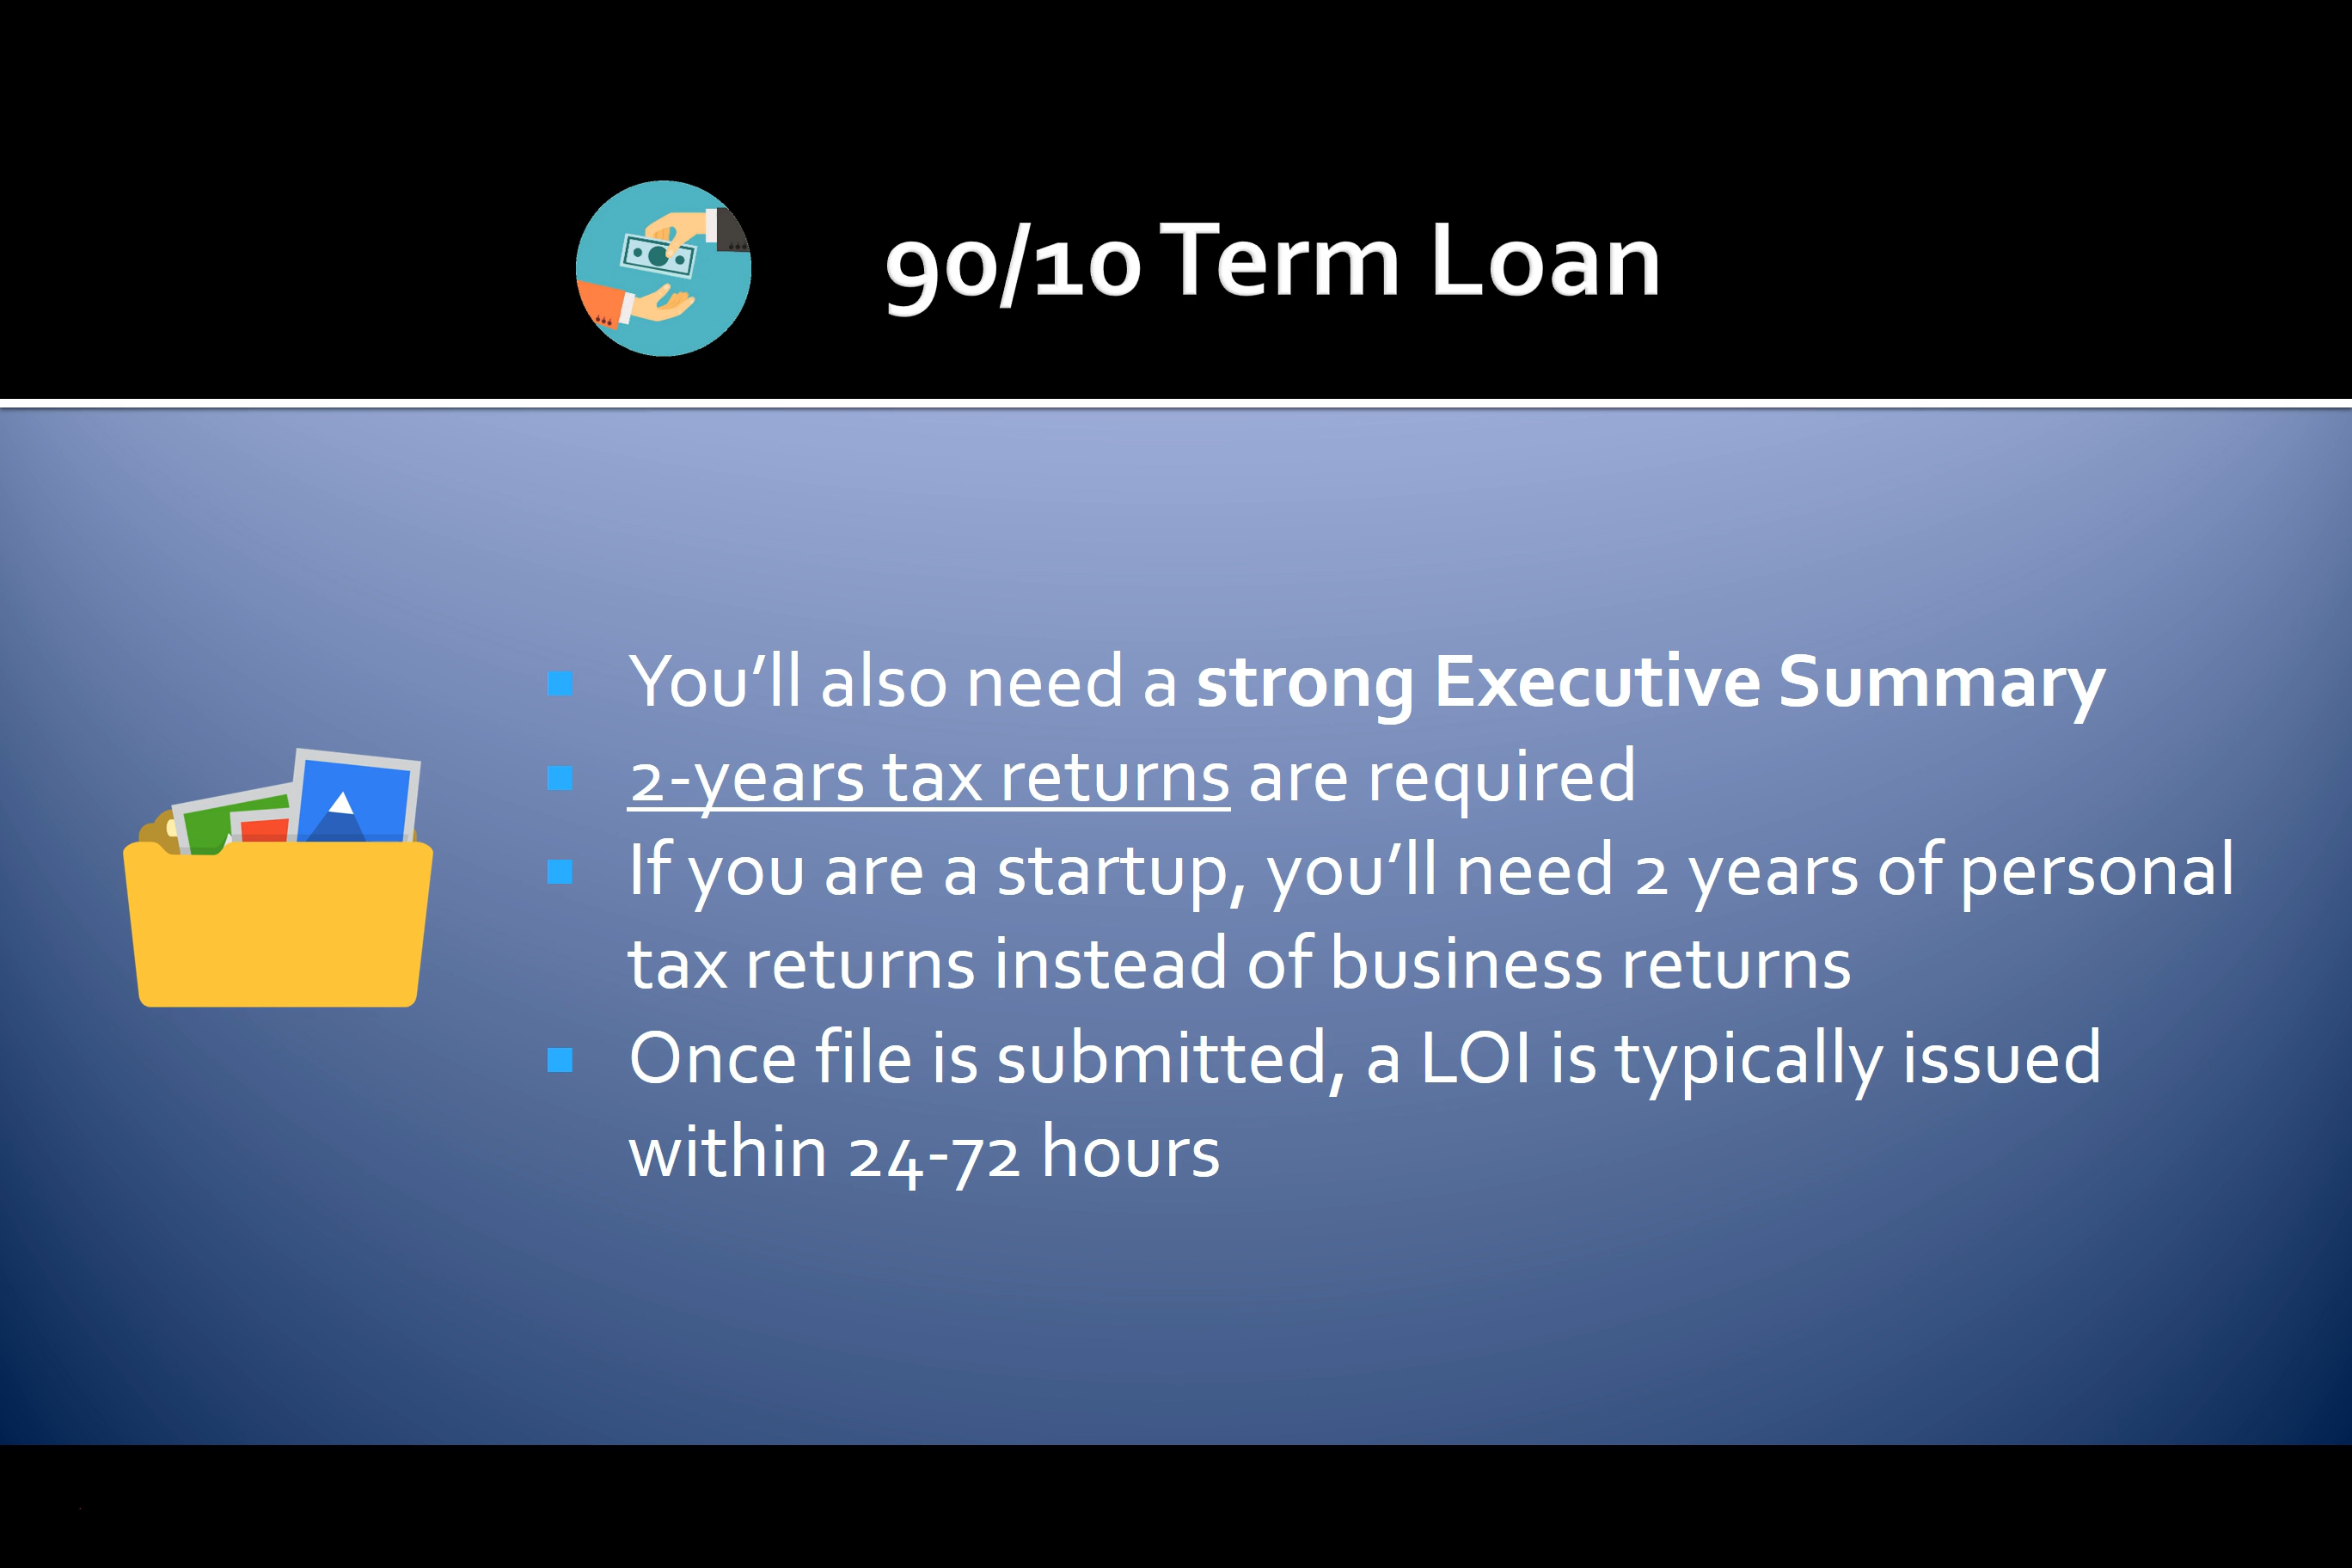 90/10 Term Loan
You'll also need a strong Executive Summary
2-years tax returns are required
If you are a startup, you'll need 2 years of personal
tax returns instead of business returns
Once file is submitted, a LOI is typically issued
within 24-72 hours